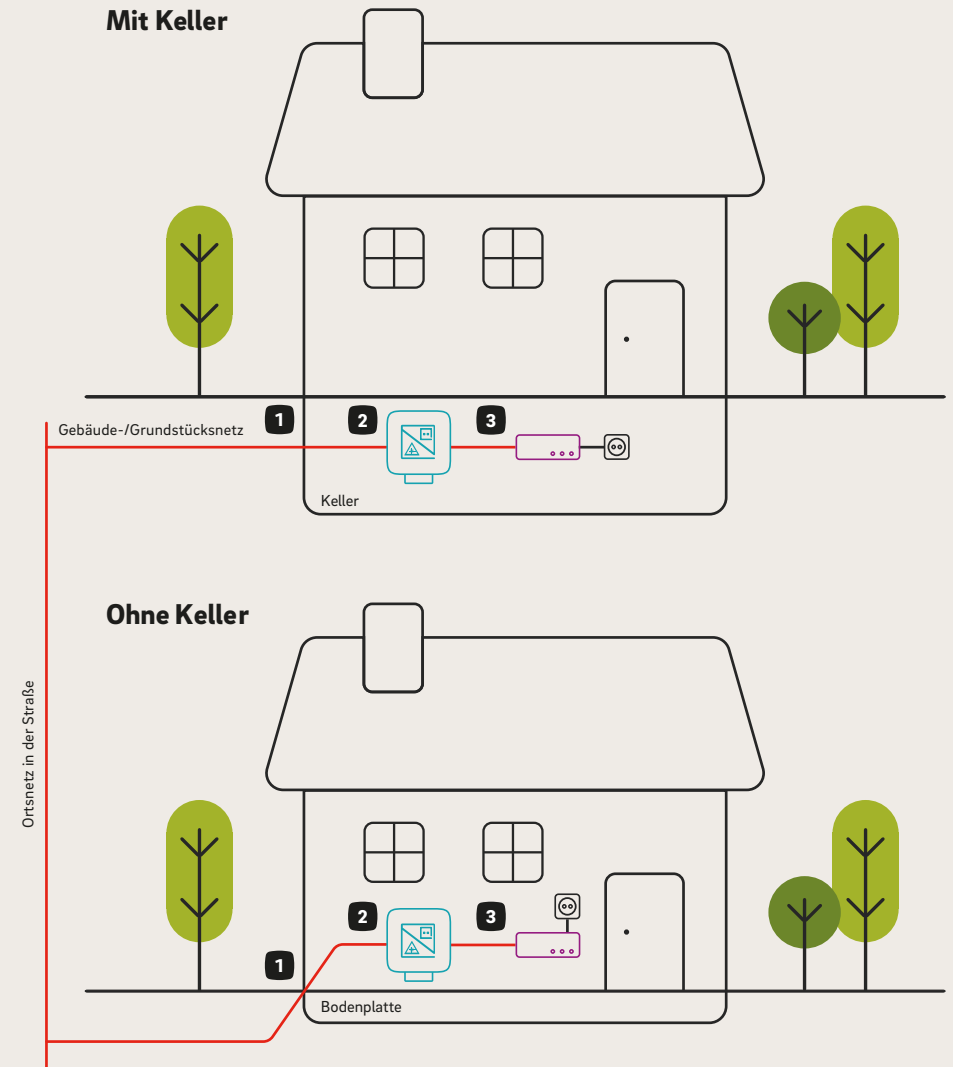 Mit Keller
1
2
3
Gebäude-/Grundstücksnetz
Keller
Ohne Keller
Ortsnetz in der Straße
2
3
1
Bodenplatte